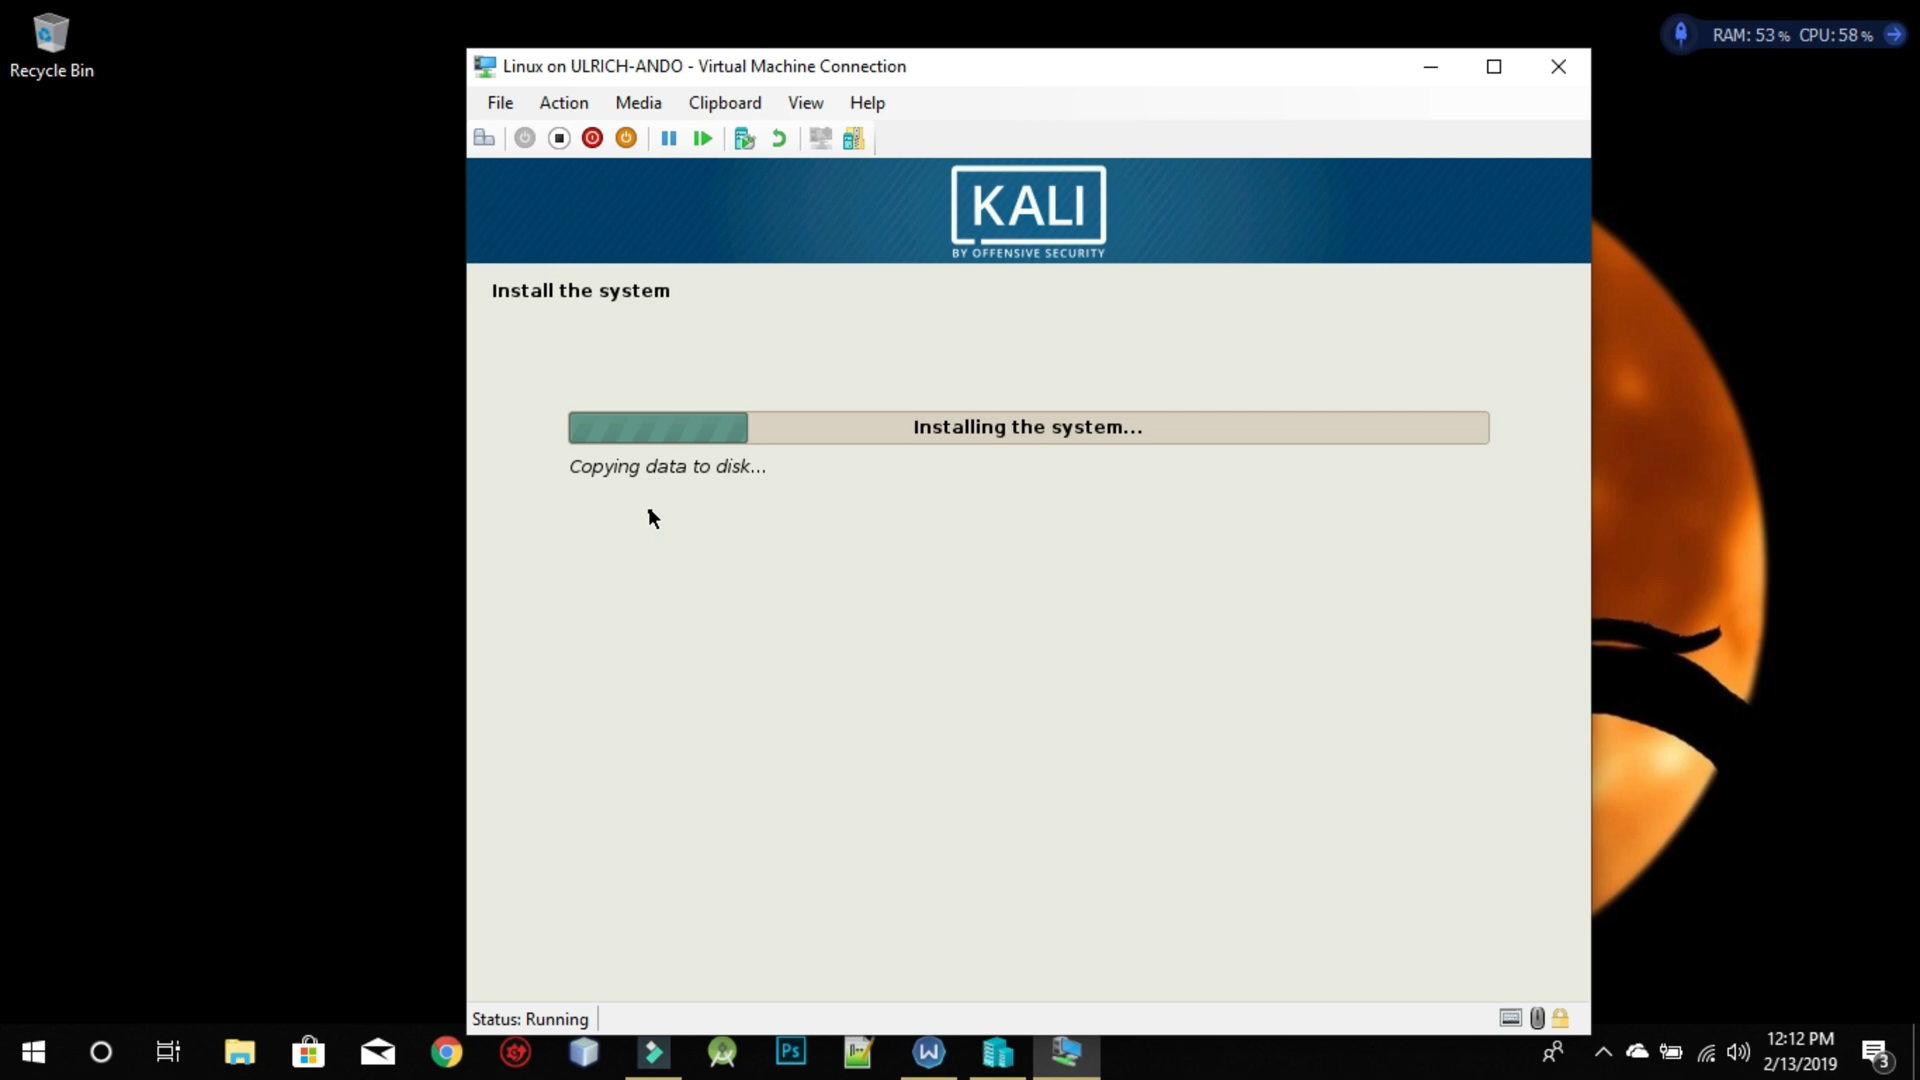 Recycle Bin
RAM: 53 % CPU: 58 %
Linux on ULRICH-ANDO - Virtual Machine Connection
File Action Media Clipboard View Help
KALI
BY OFFENSIVE SECURITY
Install the system
Installing the system...
Copying data to disk...
Status: Running
Ps
W
12:12 PM
2/13/2019
3